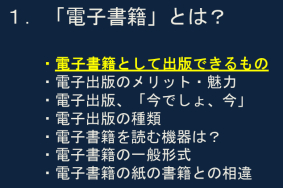 １．「電子書籍」とは？
・電子書籍として出版できるもの
・電子出版のメリット・魅力
・電子出版、「今でしょ、今」
・電子出版の種類
・電子書籍を読む機器は？
・電子書籍の一般形式
・電子書籍の紙の書籍との相違